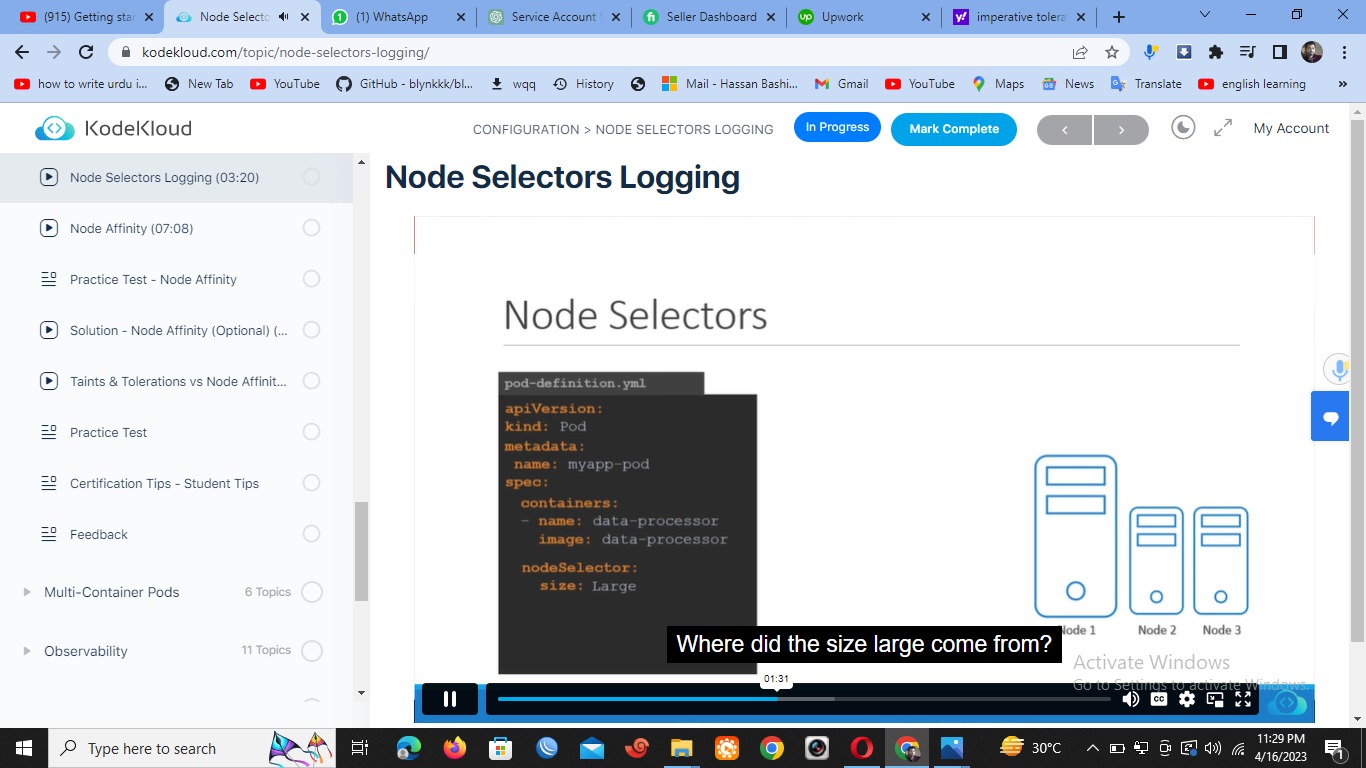 (915) Getting star
Node Selecto
(1) WhatsApp
Service Account
Seller Dashboard
Upwork
imperative tolera
kodekloud.com/topic/node-selectors-logging/
how to write urdu i...
New Tab
YouTube
GitHub - blynkkk/bl...
wqq
History
Mail - Hassan Bashi...
Gmail
YouTube
Maps
News
Translate
english learning
»
KodeKloud
CONFIGURATION > NODE SELECTORS LOGGING
In Progress
Mark Complete
My Account
Node Selectors Logging (03:20)
Node Affinity (07:08)
Practice Test - Node Affinity
Solution - Node Affinity (Optional) (...
Taints & Tolerations vs Node Affinit...
Practice Test
Certification Tips - Student Tips
Feedback
Multi-Container Pods
6 Topics
Observability
11 Topics
Node Selectors Logging
Node Selectors
pod-definition.yml
apiVersion:
kind: Pod
metadata:
name: myapp-pod
spec:
containers:
- name: data-processor
image: data-processor
nodeSelector:
size: Large
Node 1
Node 2
Node 3
Where did the size large come from?
Activate Windows
Go to Settings to activate Windows.
01:31
CC
Type here to search
30°C
11:29 PM
4/16/2023
1